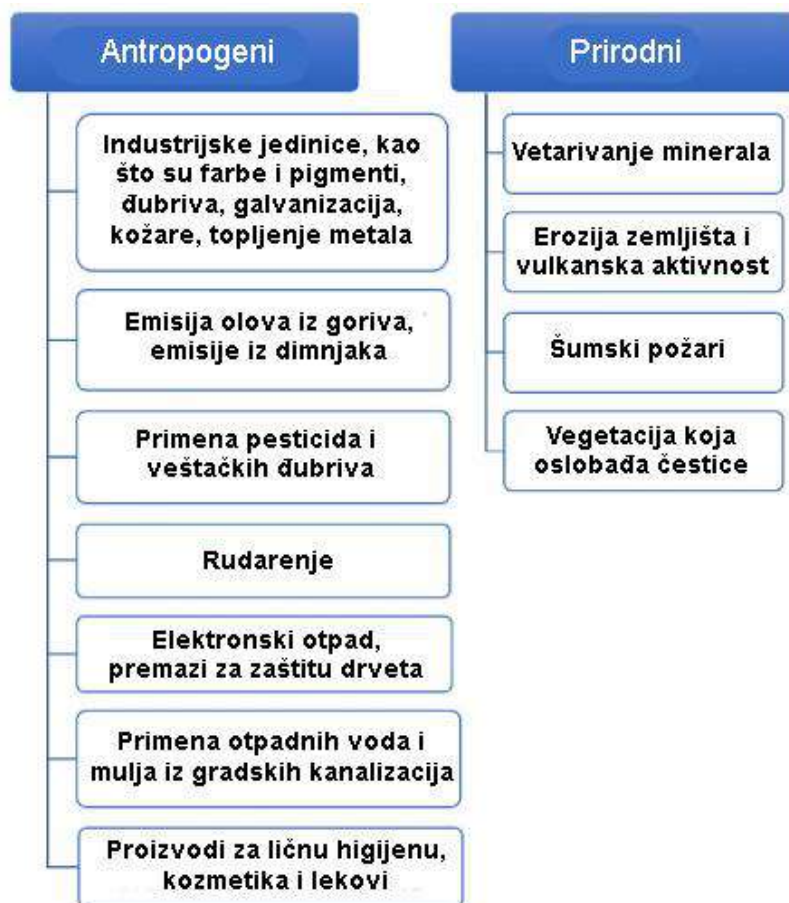 Antropogeni
Industrijske jedinice, kao
što su farbe i pigmenti,
đubriva, galvanizacija,
kožare, topljenje metala
Emisija olova iz goriva,
emisije iz dimnjaka
Primena pesticida i
veštačkih đubriva
Rudarenje
Elektronski otpad,
premazi za zaštitu drveta
Primena otpadnih voda i
mulja iz gradskih kanalizacija
Proizvodi za ličnu higijenu,
kozmetika i lekovi
Prirodni
Vetarivanje minerala
Erozija zemljišta i
vulkanska aktivnost
Šumski požari
Vegetacija koja
oslobađa čestice